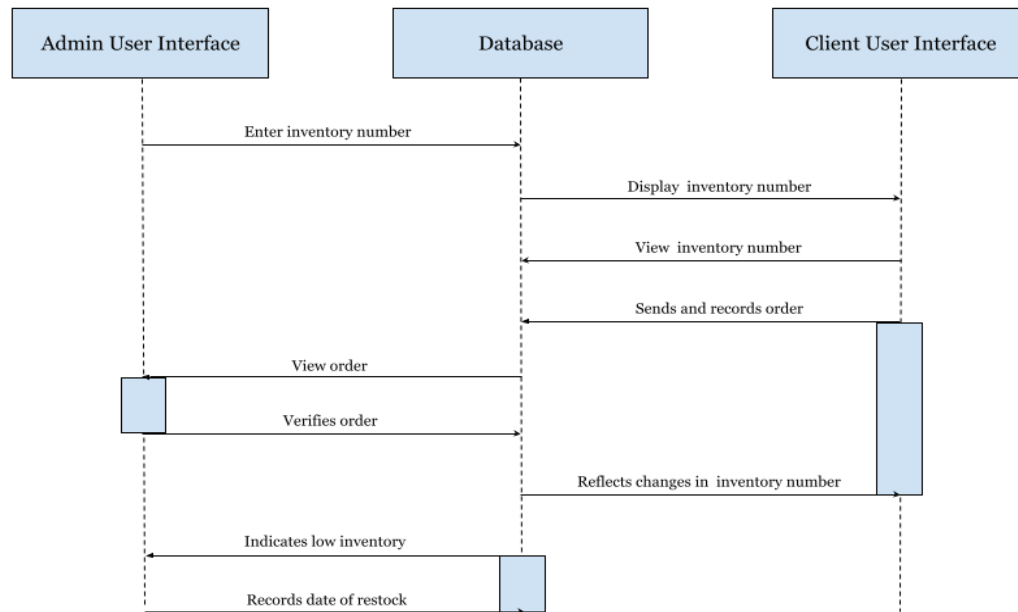 Admin User Interface
Database
Client User Interface
Enter inventory number
Display  inventory number
View  inventory number
Sends and records order
View order
Verifies order
Reflects changes in  inventory number
Indicates low inventory
Records date of restock